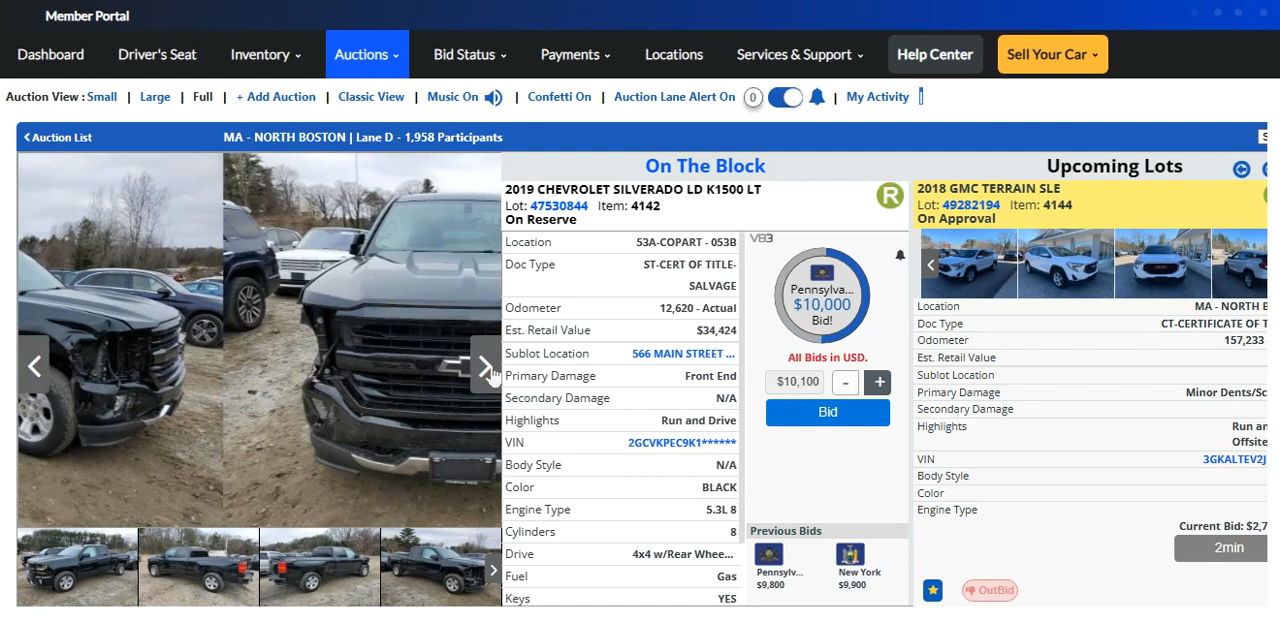 Member Portal
Dashboard Driver's Seat Inventory Auctions Bid Status Payments Locations Services & Support Help Center Sell Your Car
Auction View : Small | Large | Full | + Add Auction | Classic View | Music On | Confetti On | Auction Lane Alert On 0 | My Activity
Auction List MA - NORTH BOSTON | Lane D - 1,958 Participants
On The Block
2019 CHEVROLET SILVERADO LD K1500 LT
Lot: 47530844 Item: 4142
On Reserve
R
Location 53A-COPART - 053B
Doc Type ST-CERT OF TITLE-
SALVAGE
Odometer 12,620 - Actual
Est. Retail Value $34,424
Sublot Location 566 MAIN STREET ...
Primary Damage Front End
Secondary Damage N/A
Highlights Run and Drive
VIN 2GCVKPEC9K1******
Body Style N/A
Color BLACK
Engine Type 5.3L 8
Cylinders 8
Drive 4x4 w/Rear Whee...
Fuel Gas
Keys YES
VB3
Pennsylva...
$10,000
Bid!
All Bids in USD.
$10,100 - +
Bid
Previous Bids
Pennsylv... New York
$9,800 $9,900
Upcoming Lots
2018 GMC TERRAIN SLE
Lot: 49282194 Item: 4144
On Approval
Location MA - NORTH B
Doc Type CT-CERTIFICATE OF T
Odometer 157,233
Est. Retail Value
Sublot Location
Primary Damage Minor Dents/Sc
Secondary Damage
Highlights Run an
Offsite
VIN 3GKALTEV2J
Body Style
Color
Engine Type
Current Bid: $2,7
2min
OutBid